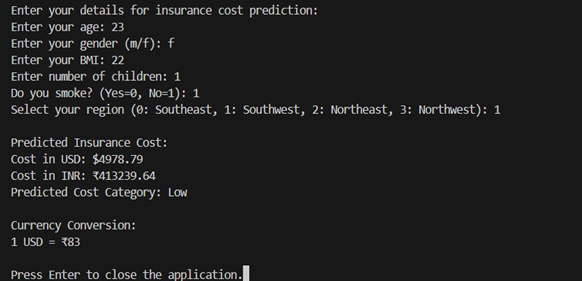 Enter your details for insurance cost prediction:
Enter your age: 23
Enter your gender (m/f): f
Enter your BMI: 22
Enter number of children: 1
Do you smoke? (Yes=0, No=1): 1
Select your region (0: Southeast, 1: Southwest, 2: Northeast, 3: Northwest): 1
Predicted Insurance Cost:
Cost in USD: $4978.79
Cost in INR: ₹413239.64
Predicted Cost Category: Low
Currency Conversion:
1 USD = ₹83
Press Enter to close the application.